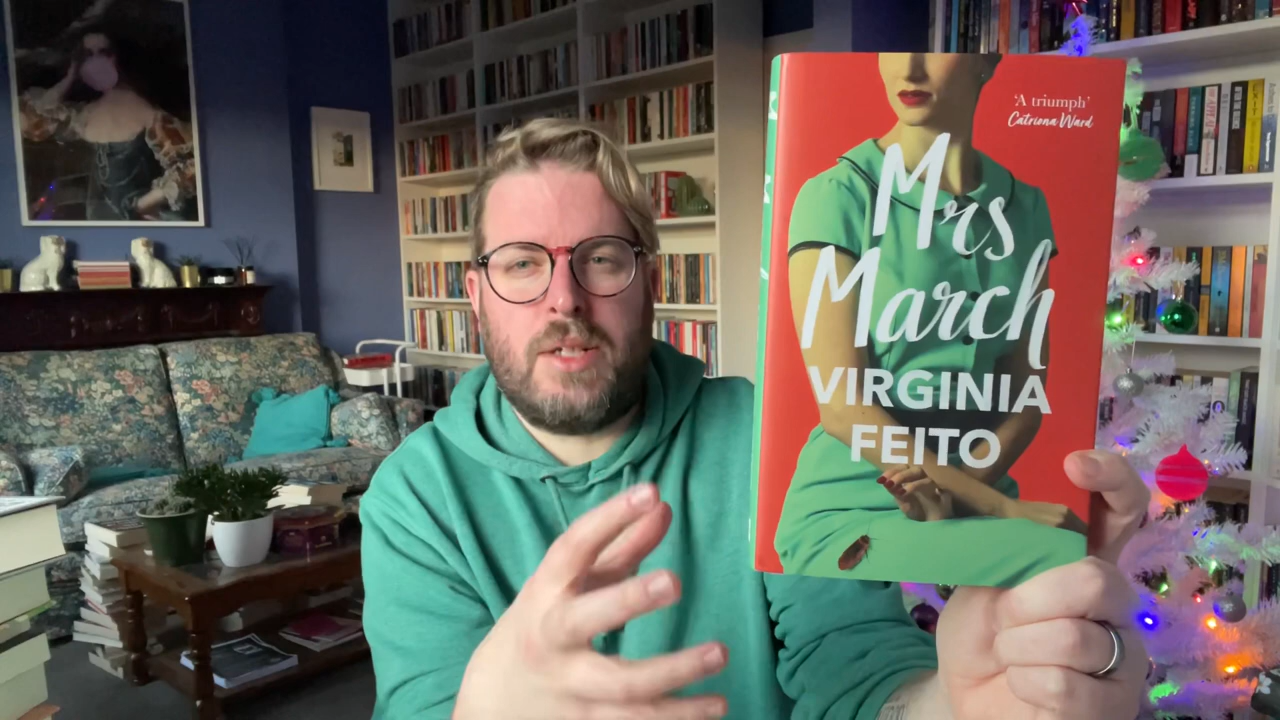 'A triumph'
Catriona Ward
Mrs
March
VIRGINIA
FEITO